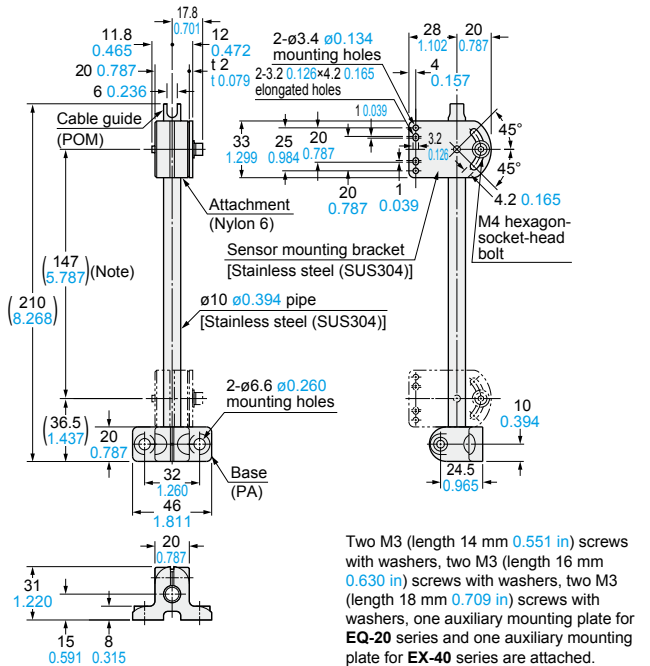 17.8
0.701
11.8
0.465
12
0.472
20 0.787
t 2
t 0.079
6 0.236
Cable guide
(POM)
Attachment
(Nylon 6)
(147
5.787)(Note)
(210
8.268)
ø10 ø0.394 pipe
[Stainless steel (SUS304)]
2-ø6.6 ø0.260
mounting holes
(36.5
1.437)
20
0.787
32
1.260
46
1.811
Base
(PA)
20
0.787
31
1.220
15
0.591
8
0.315
2-ø3.4 ø0.134
mounting holes
2-3.2 0.126×4.2 0.165
elongated holes
28
1.102
20
0.787
4
0.157
1 0.039
33
1.299
25
0.984
20
0.787
3.2
0.126
45°
45°
20
0.787
1
0.039
4.2 0.165
M4 hexagon-
socket-head
bolt
Sensor mounting bracket
[Stainless steel (SUS304)]
10
0.394
24.5
0.965
Two M3 (length 14 mm 0.551 in) screws
with washers, two M3 (length 16 mm
0.630 in) screws with washers, two M3
(length 18 mm 0.709 in) screws with
washers, one auxiliary mounting plate for
EQ-20 series and one auxiliary mounting
plate for EX-40 series are attached.